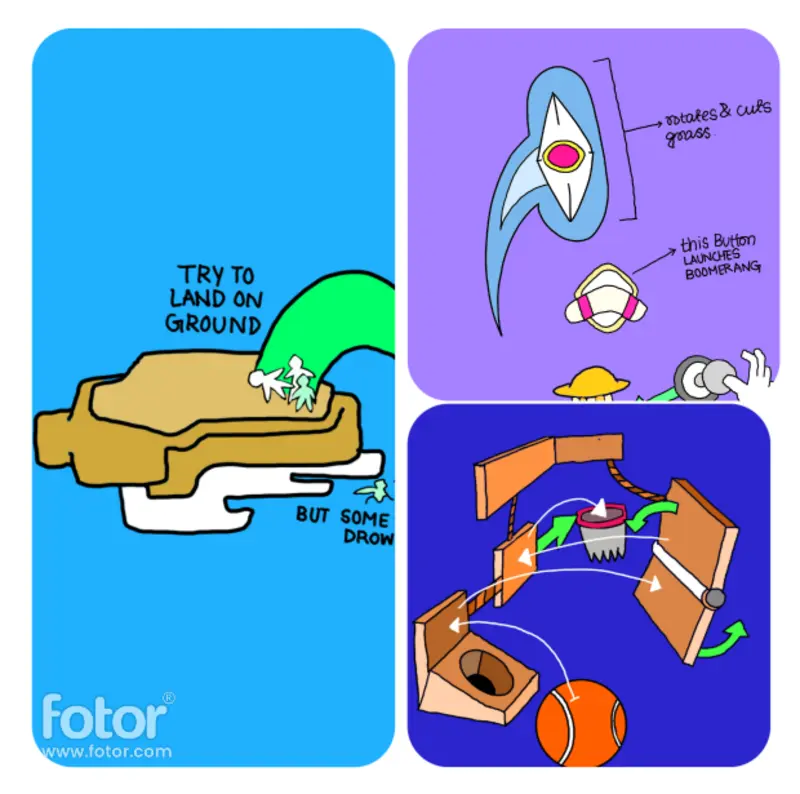 TRY TO
LAND ON
GROUND
BUT SOME
DROW
rotates & cuts
grass
this Button
LAUNCHES
BOOMERANG
fotor®
www.fotor.com